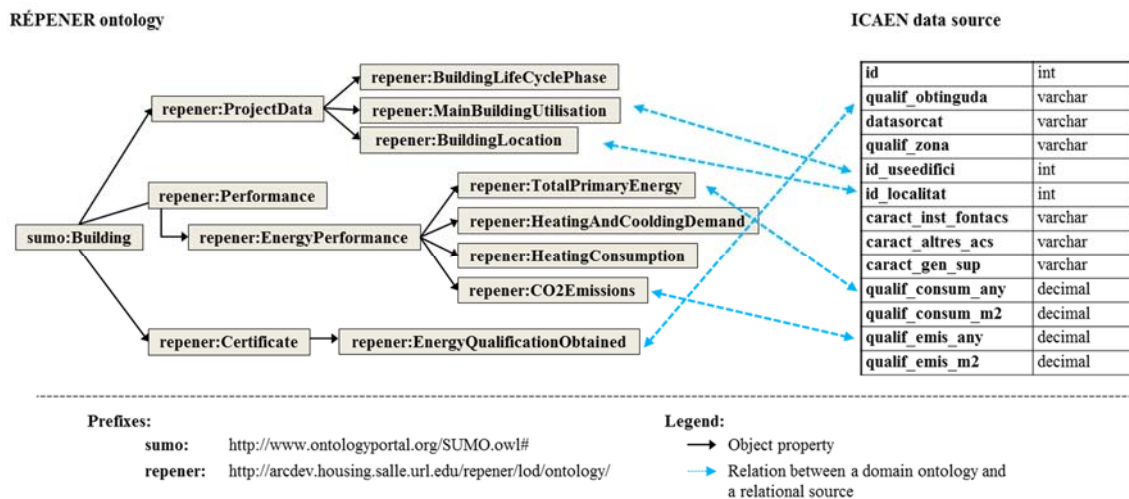 RÉPENER ontology
ICAEN data source
repener:BuildingLifeCyclePhase
repener:ProjectData
repener:MainBuildingUtilisation
repener:BuildingLocation
repener:TotalPrimaryEnergy
repener:Performance
repener:HeatingAndCooldingDemand
sumo:Building
repener:EnergyPerformance
repener:HeatingConsumption
repener:CO2Emissions
repener:Certificate
repener:EnergyQualificationObtained
id int
qualif_obtinguda varchar
datasorcat varchar
qualif_zona varchar
id_useedifici int
id_localitat int
caract_inst_fontacs varchar
caract_altres_acs varchar
caract_gen_sup varchar
qualif_consum_any decimal
qualif_consum_m2 decimal
qualif_emis_any decimal
qualif_emis_m2 decimal
Prefixes:
sumo: http://www.ontologyportal.org/SUMO.owl#
repener: http://arcdev.housing.salle.url.edu/repener/lod/ontology/
Legend:
Object property
Relation between a domain ontology and
a relational source